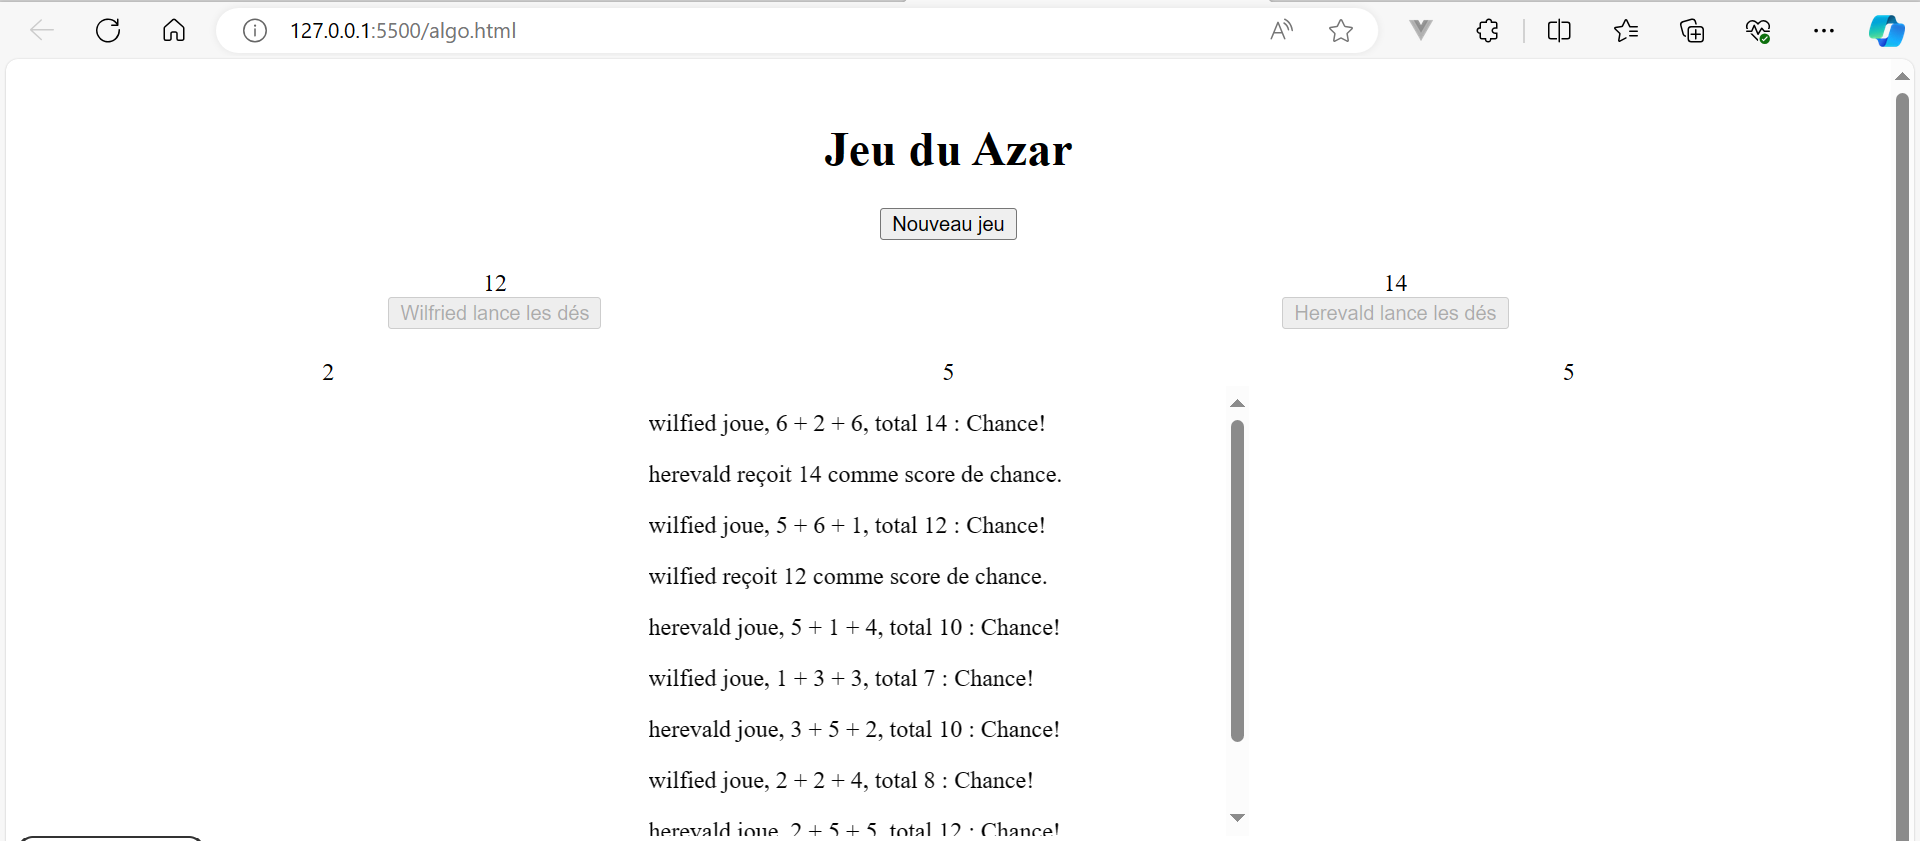 127.0.0.1:5500/algo.html
Jeu du Azar
Nouveau jeu
12
14
Wilfried lance les dés
Herevald lance les dés
2
5
5
wilfied joue, 6 + 2 + 6, total 14 : Chance!
herevald reçoit 14 comme score de chance.
wilfied joue, 5 + 6 + 1, total 12 : Chance!
wilfied reçoit 12 comme score de chance.
herevald joue, 5 + 1 + 4, total 10 : Chance!
wilfied joue, 1 + 3 + 3, total 7 : Chance!
herevald joue, 3 + 5 + 2, total 10 : Chance!
wilfied joue, 2 + 2 + 4, total 8 : Chance!
herevald joue, 2 + 5 + 5, total 12 : Chance!